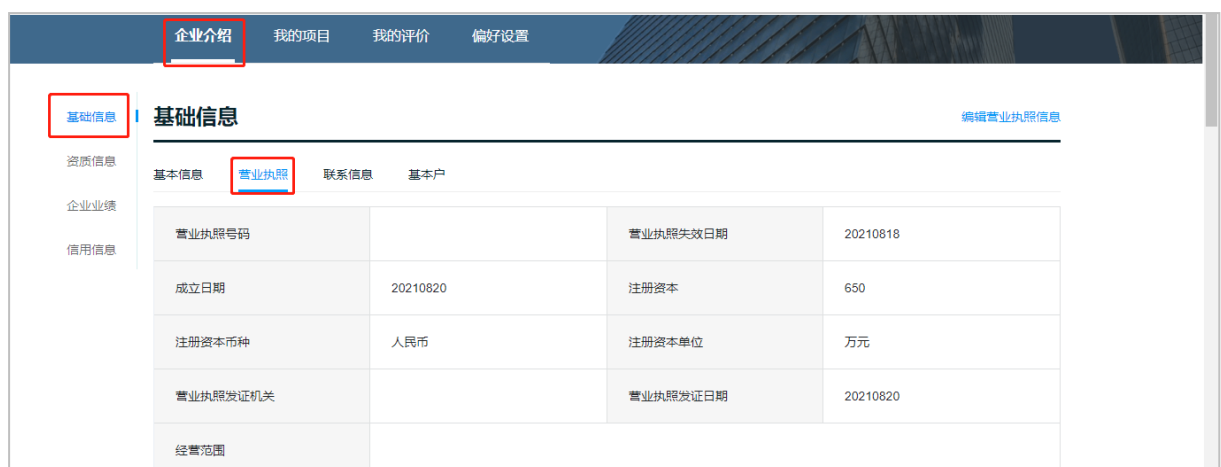 企业介绍 我的项目 我的评价 偏好设置
基础信息
资质信息
企业业绩
信用信息
基础信息 编辑营业执照信息
基本信息 营业执照 联系信息 基本户
营业执照号码 营业执照失效日期 20210818
成立日期 20210820 注册资本 650
注册资本币种 人民币 注册资本单位 万元
营业执照发证机关 营业执照发证日期 20210820
经营范围